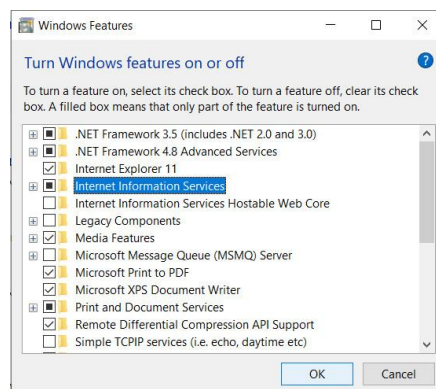 Windows Features
Turn Windows features on or off
?
To turn a feature on, select its check box. To turn a feature off, clear its check
box. A filled box means that only part of the feature is turned on.
.NET Framework 3.5 (includes .NET 2.0 and 3.0)
.NET Framework 4.8 Advanced Services
Internet Explorer 11
Internet Information Services
Internet Information Services Hostable Web Core
Legacy Components
Media Features
Microsoft Message Queue (MSMQ) Server
Microsoft Print to PDF
Microsoft XPS Document Writer
Print and Document Services
Remote Differential Compression API Support
Simple TCPIP services (i.e. echo, daytime etc)
OK Cancel